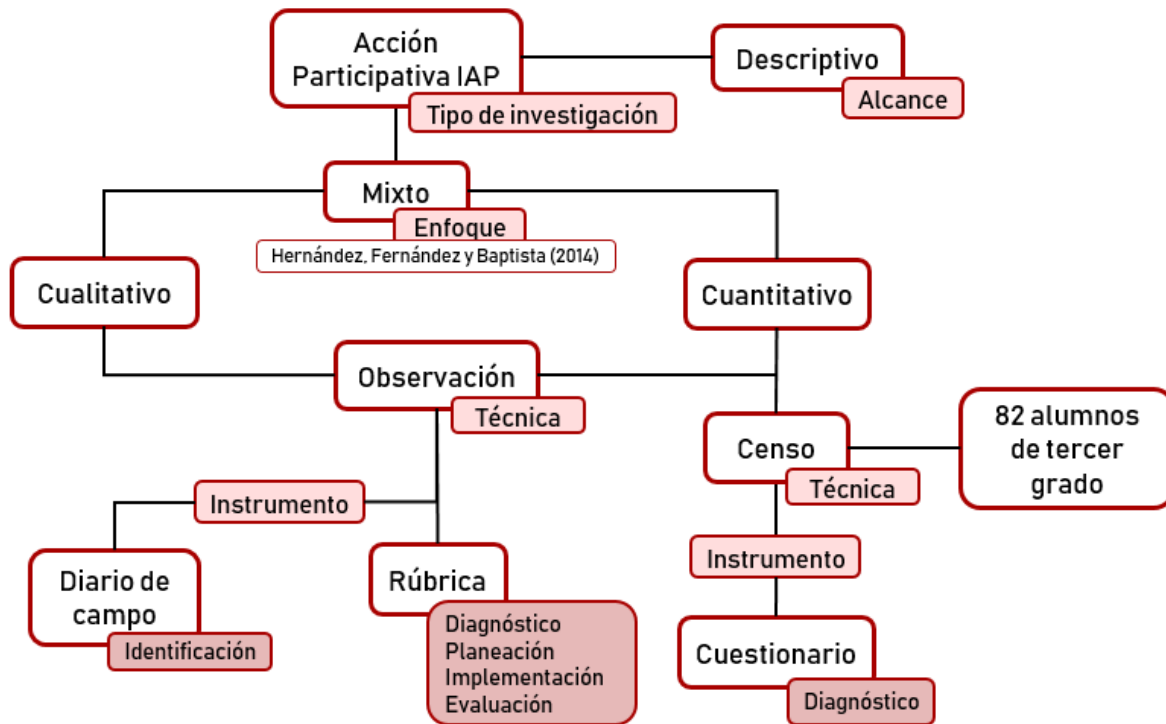 Acción
Participativa IAP
Tipo de investigación
Descriptivo
Alcance
Mixto
Enfoque
Hernández, Fernández y Baptista (2014)
Cualitativo
Cuantitativo
Observación
Técnica
Censo
Técnica
82 alumnos
de tercer
grado
Instrumento
Instrumento
Diario de
campo
Identificación
Rúbrica
Diagnóstico
Planeación
Implementación
Evaluación
Cuestionario
Diagnóstico